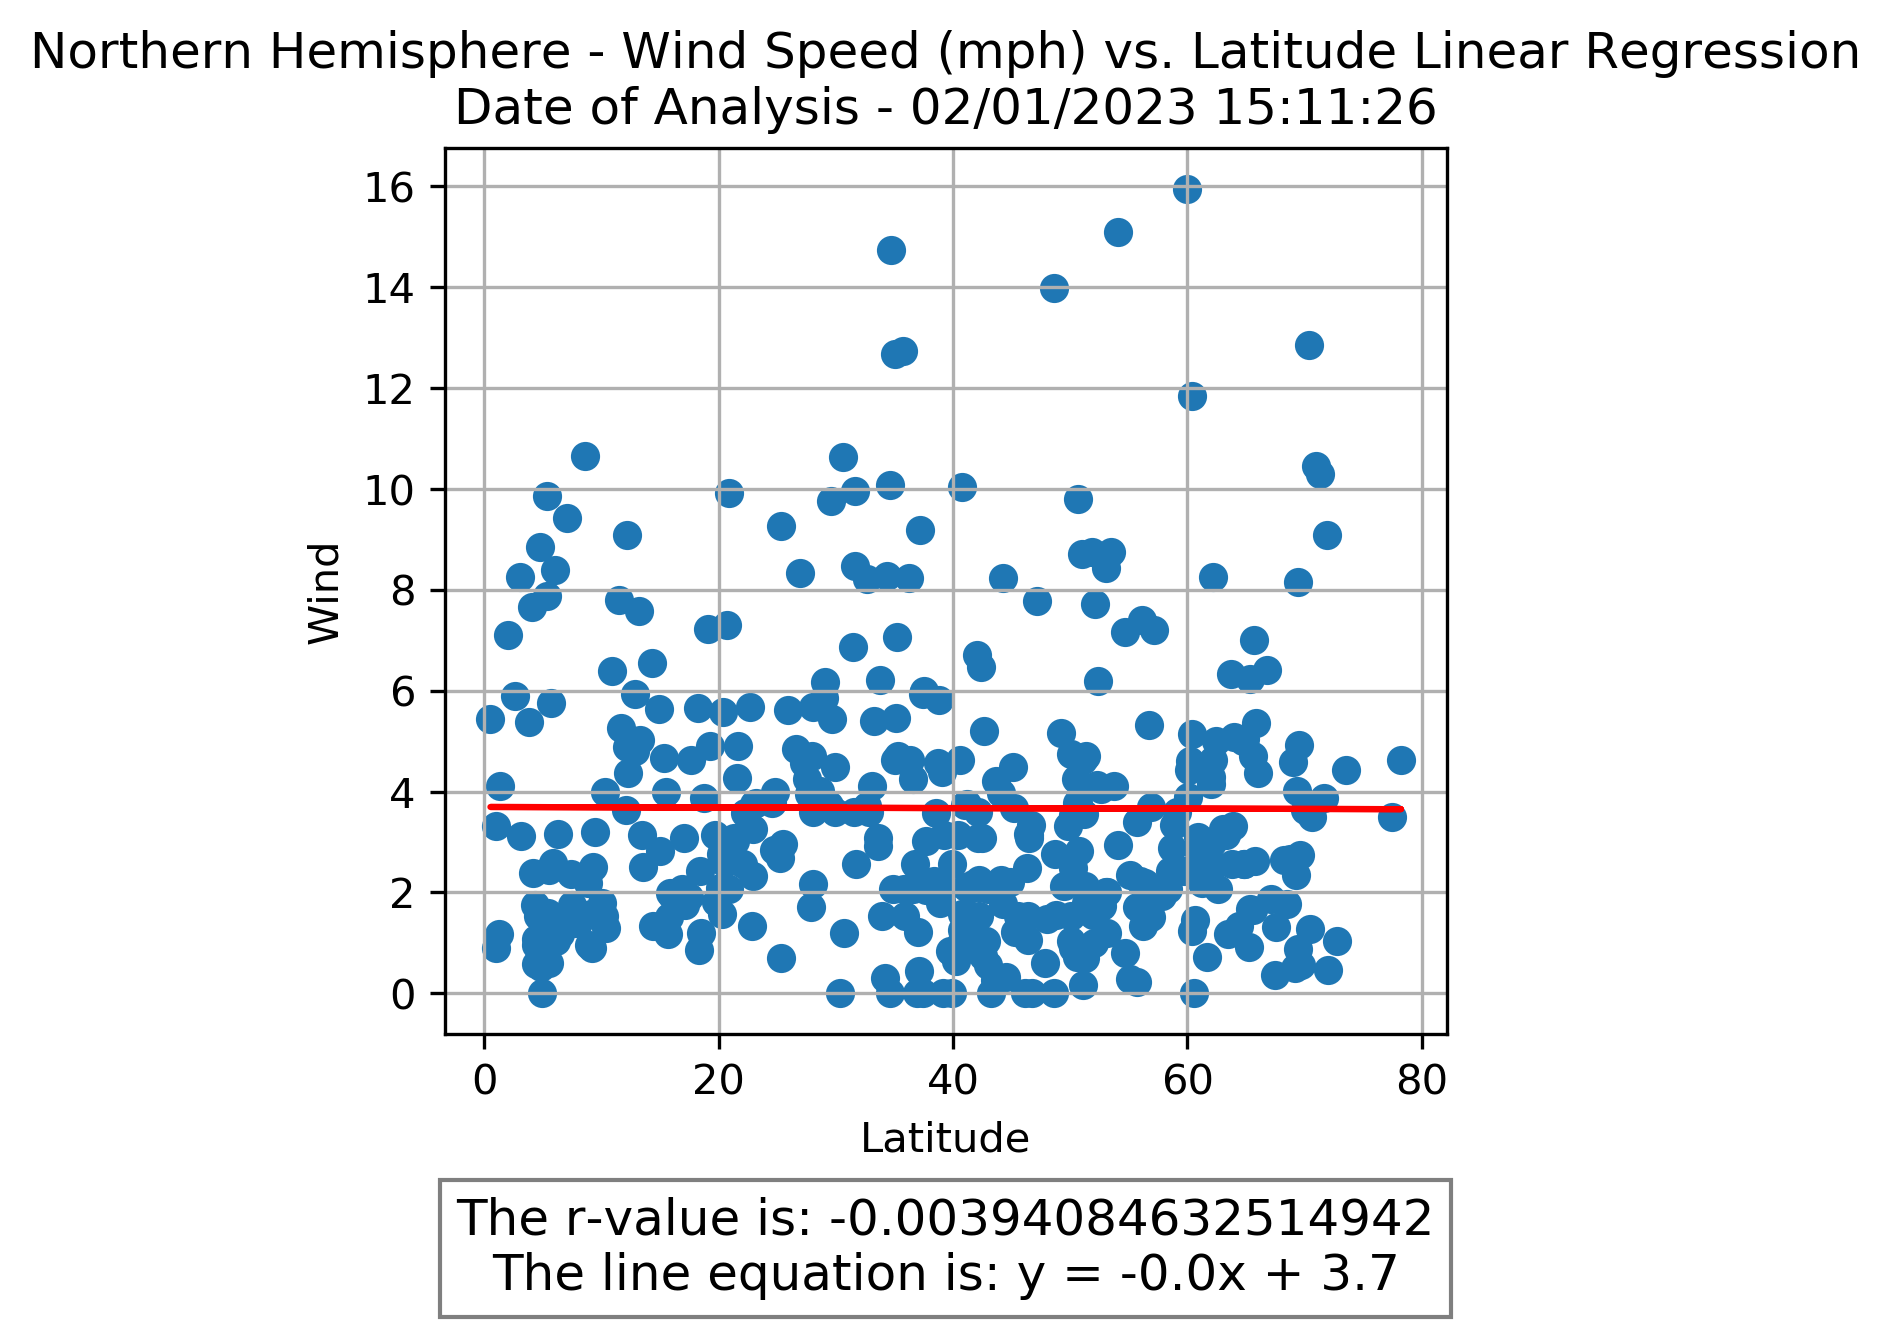 Northern Hemisphere - Wind Speed (mph) vs. Latitude Linear Regression
Date of Analysis - 02/01/2023 15:11:26
16
14
12
10
8
6
4
2
0
Wind
0 20 40 60 80
Latitude
The r-value is: -0.00394084632514942
The line equation is: y = -0.0x + 3.7